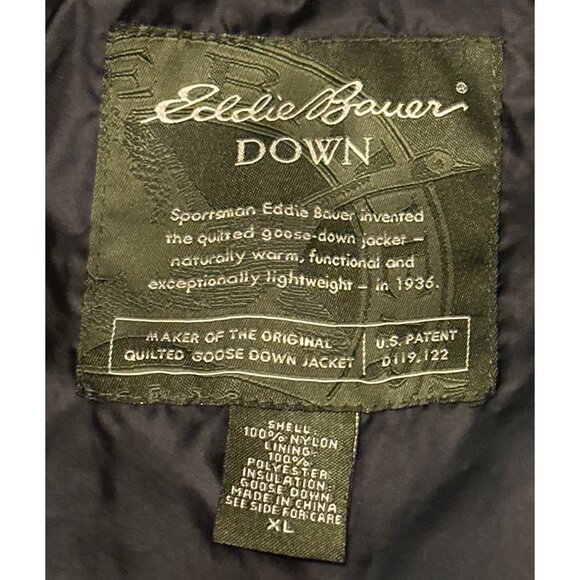 Eddie Bauer®
DOWN
Sportsman Eddie Bauer invented
the quilted goose-down jacket –
naturally warm, functional and
exceptionally lightweight – in 1936.
MAKER OF THE ORIGINAL
QUILTED GOOSE DOWN JACKET
U.S. PATENT
D119,122
SHELL:
100% NYLON
LINING:
100%
POLYESTER
INSULATION:
GOOSE DOWN
MADE IN CHINA
SEE SIDE FOR CARE
XL